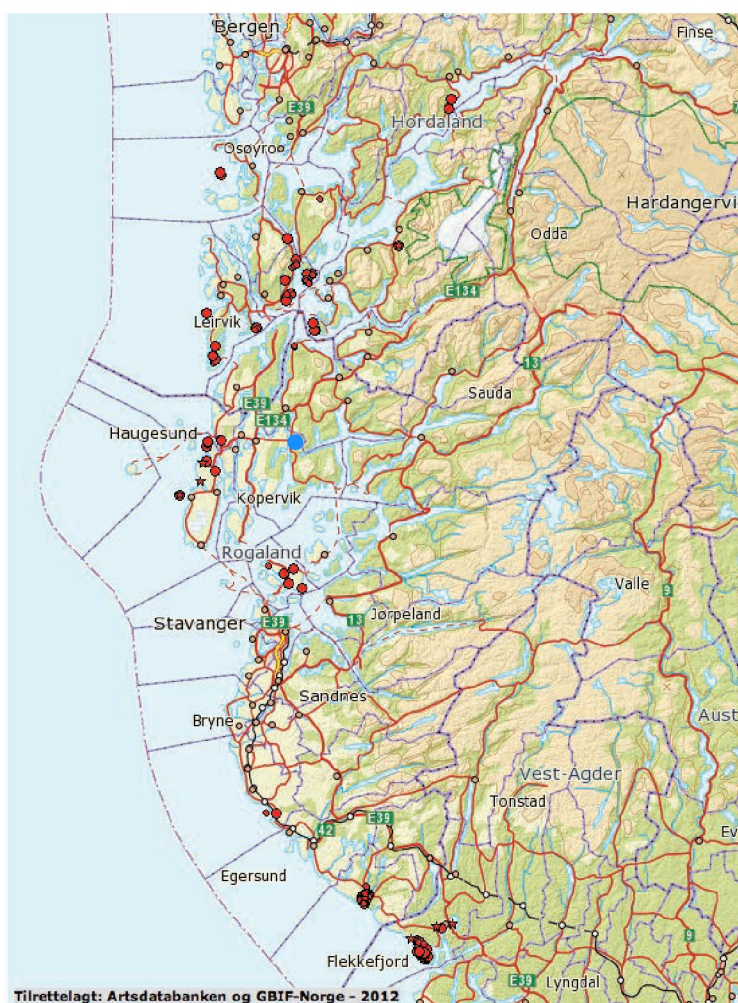 Bergen
Finse
E39
Hordaland
Osøyro
Hardangervi
Odda
E134
Leirvik
13
Sauda
E39
E134
Haugesund
Kopervik
Rogaland
Valle
9
Stavanger
E39
13
Jørpeland
Sandnes
Bryne
Aust
Vest-Agder
Tonstad
E39
42
Ev
Egersund
9
Flekkefjord
E39
Lyngdal
Tilrettelagt: Artsdatabanken og GBIF-Norge - 2012